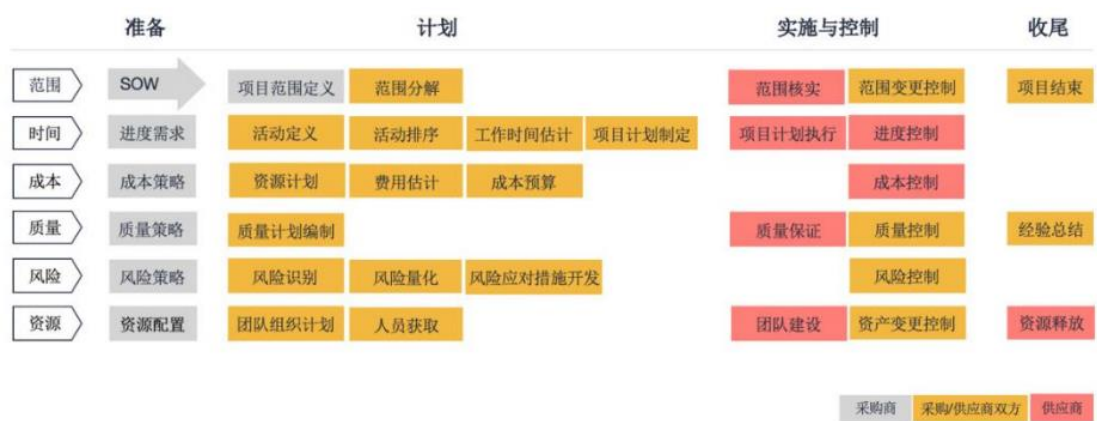 准备 计划 实施与控制 收尾
范围 SOW 项目范围定义 范围分解 范围核实 范围变更控制 项目结束
时间 进度需求 活动定义 活动排序 工作时间估计 项目计划制定 项目计划执行 进度控制
成本 成本策略 资源计划 费用估计 成本预算 成本控制
质量 质量策略 质量计划编制 质量保证 质量控制 经验总结
风险 风险策略 风险识别 风险量化 风险应对措施开发 风险控制
资源 资源配置 团队组织计划 人员获取 团队建设 资产变更控制 资源释放
采购商 采购/供应商双方 供应商